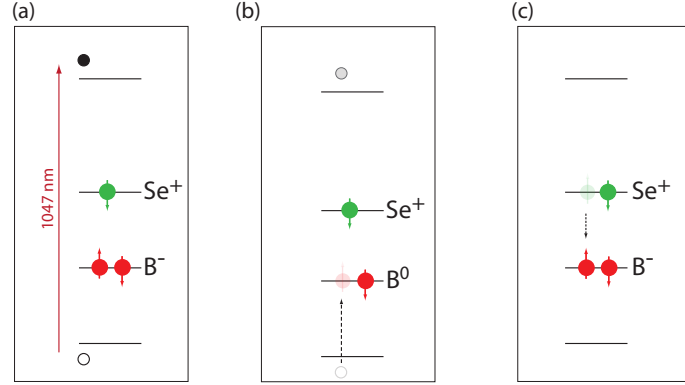 (a)
1047 nm
Se⁺
B⁻
(b)
Se⁺
B⁰
(c)
Se⁺
B⁻